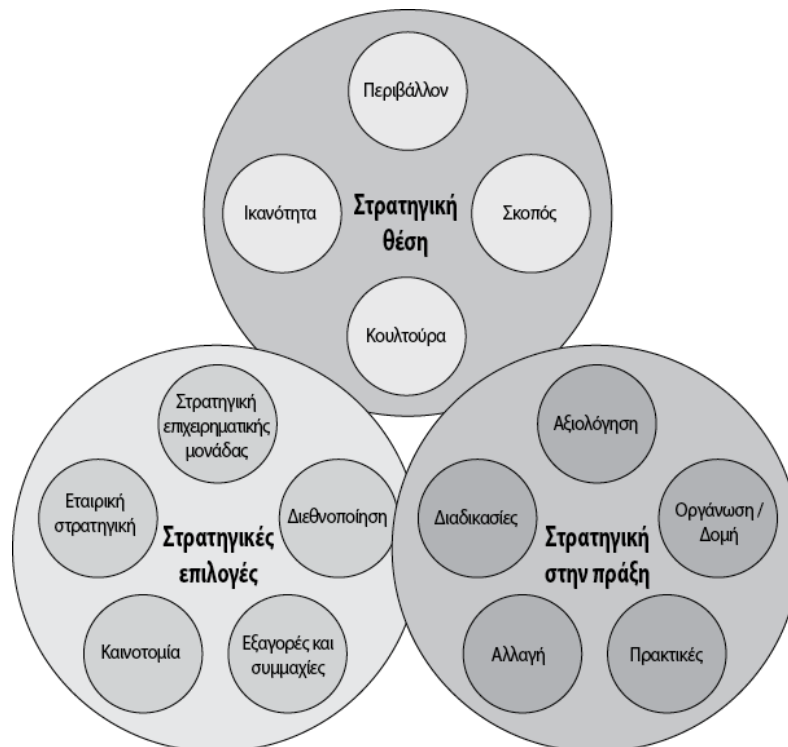 Περιβάλλον
Ικανότητα
Στρατηγική
θέση
Σκοπός
Κουλτούρα
Στρατηγική
επιχειρηματικής
μονάδας
Εταιρική
στρατηγική
Στρατηγικές
επιλογές
Διεθνοποίηση
Καινοτομία
Εξαγορές και
συμμαχίες
Αξιολόγηση
Διαδικασίες
Στρατηγική
στην πράξη
Οργάνωση /
Δομή
Αλλαγή
Πρακτικές